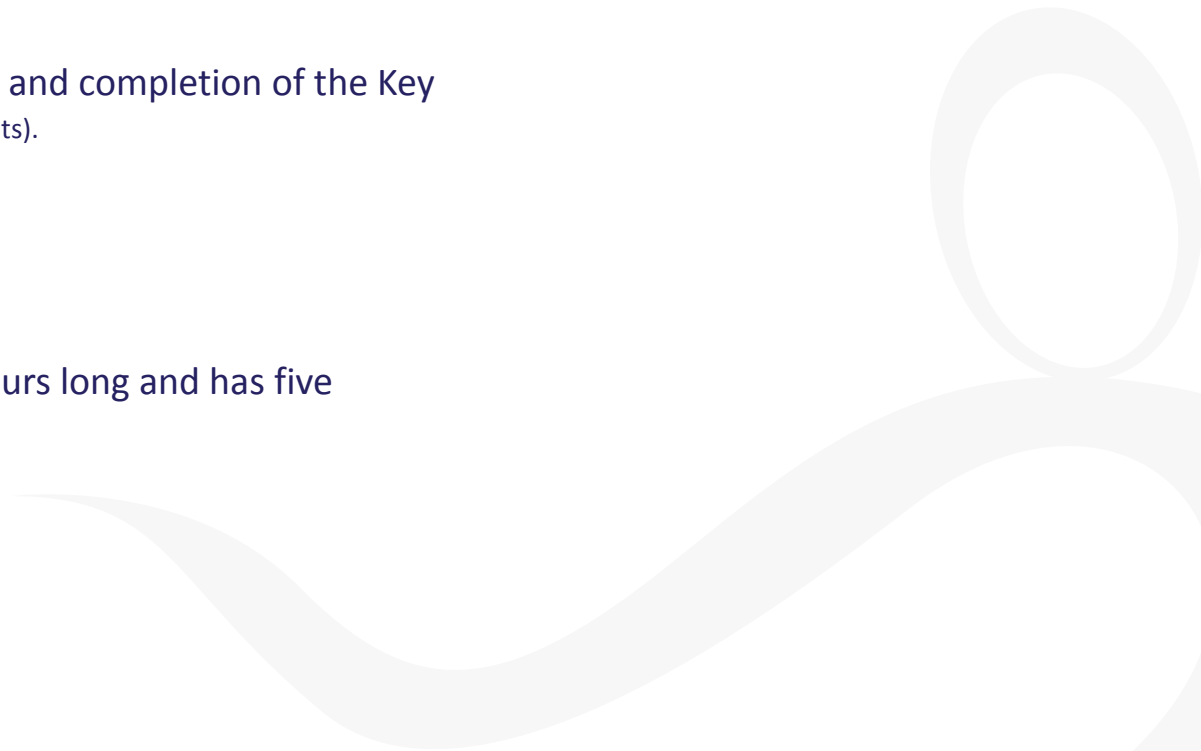 and completion of the Key
ts).
urs long and has five